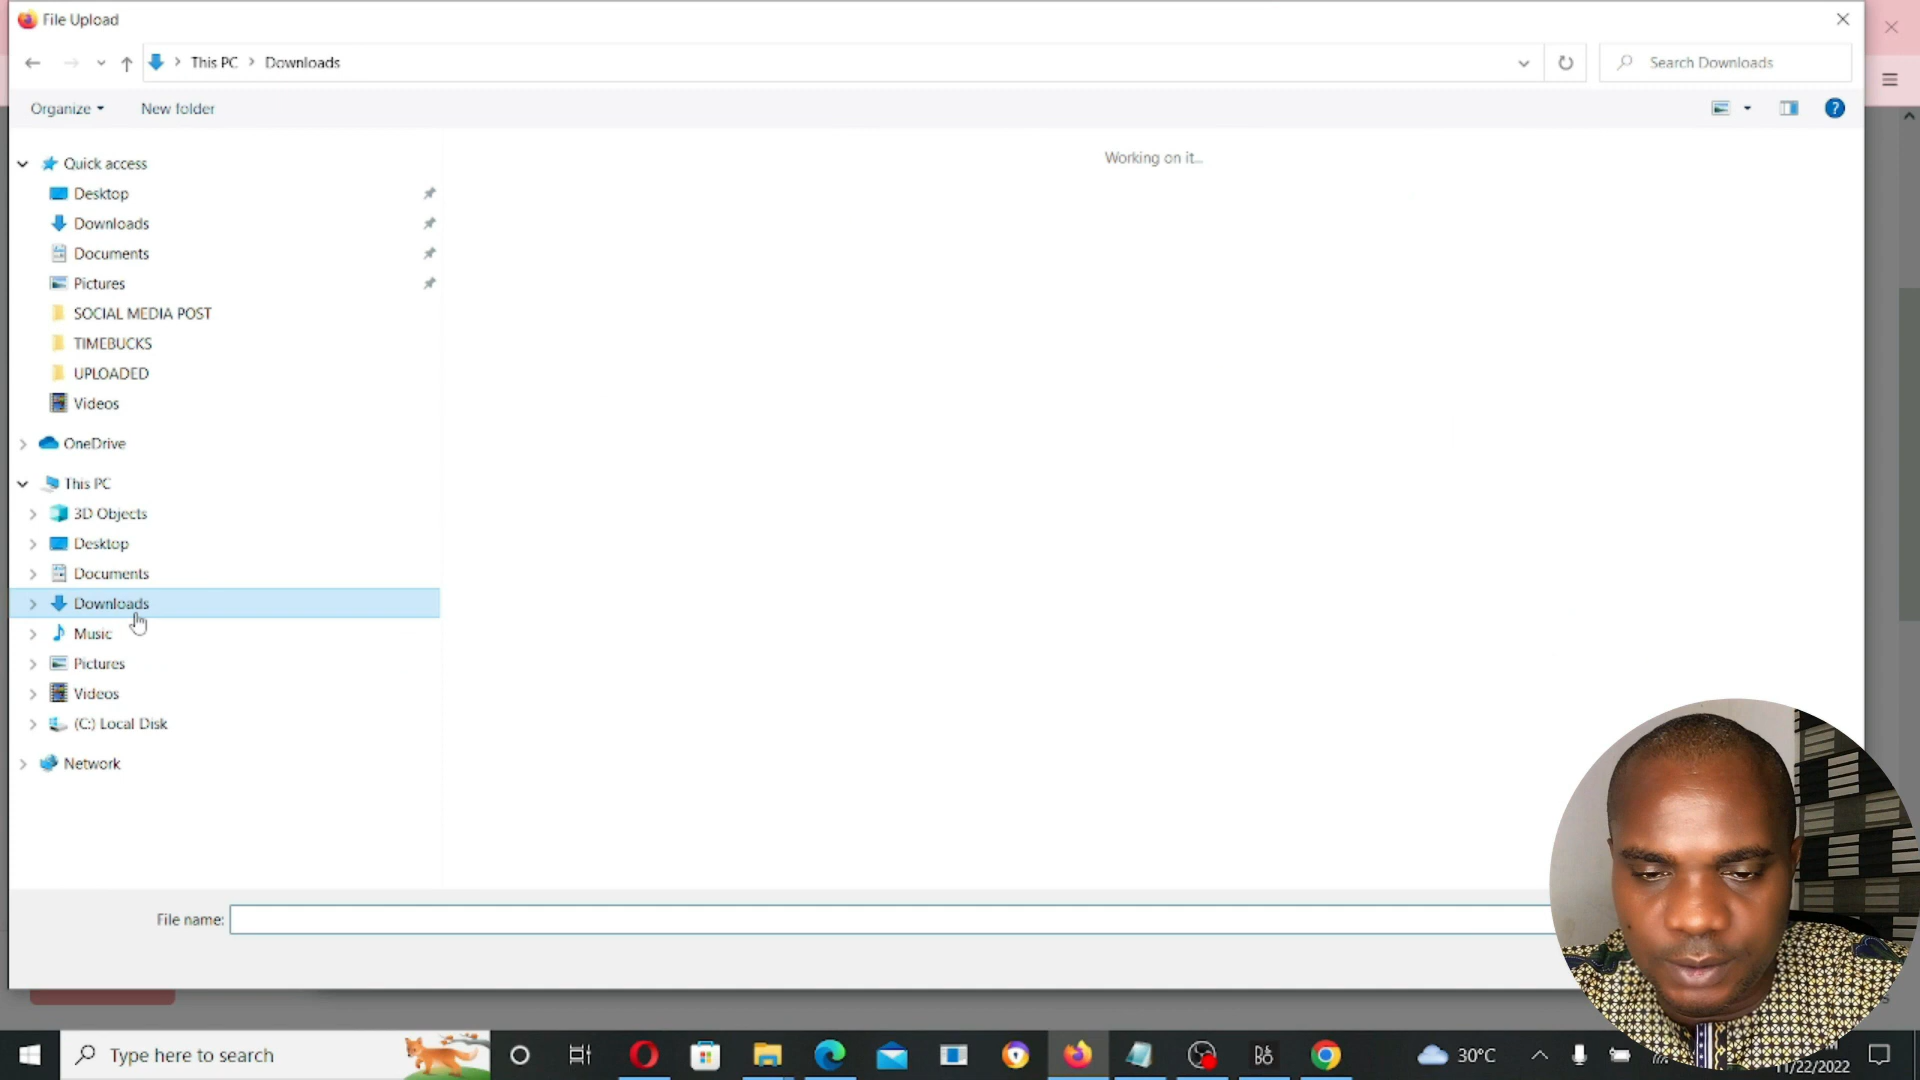 File Upload
This PC
Downloads
Search Downloads
Organize
New folder
Working on it...
Quick access
Desktop
Downloads
Documents
Pictures
SOCIAL MEDIA POST
TIMEBUCKS
UPLOADED
Videos
OneDrive
This PC
3D Objects
Desktop
Documents
Downloads
Music
Pictures
Videos
(C:) Local Disk
Network
File name:
Type here to search
30°C
11/22/2022